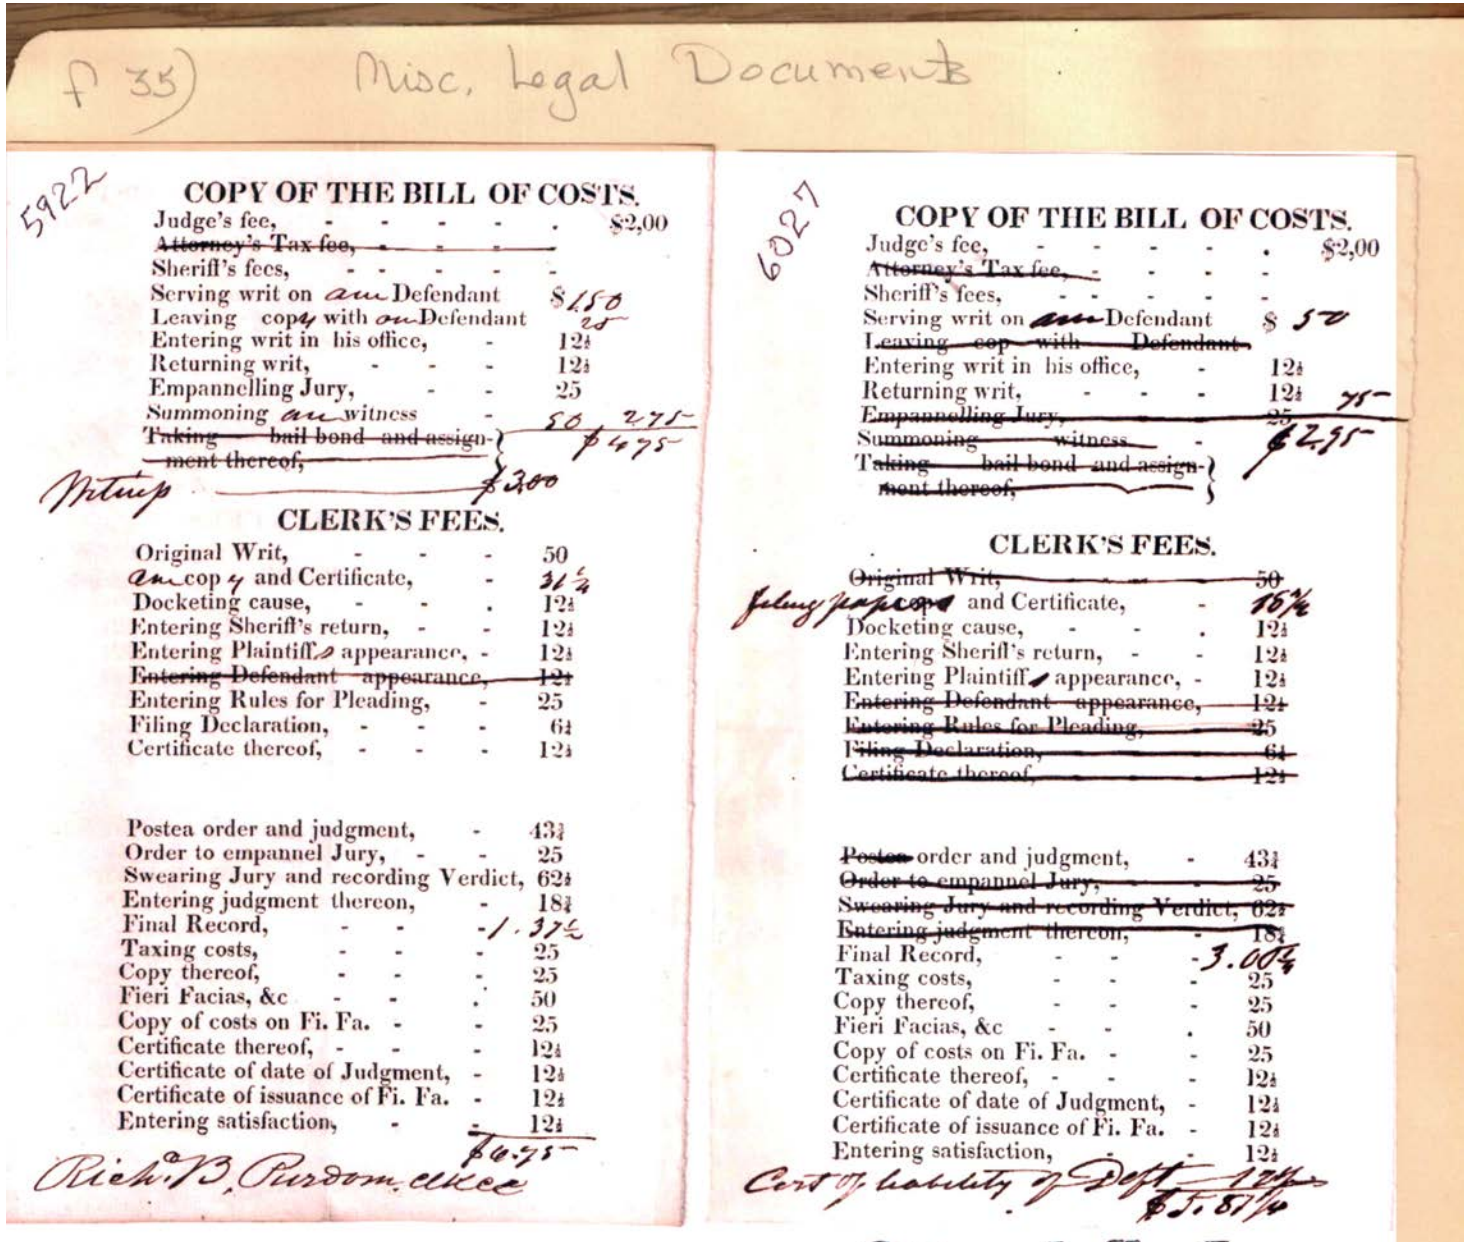 f 35) Misc. Legal Documents
5922
COPY OF THE BILL OF COSTS.
Judge's fee, - - - - . $2,00
Attorney's Tax fee, - - - -
Sheriff's fees, - - - - -
Serving writ on one Defendant $1.50
Leaving copy with one Defendant 25
Entering writ in his office, - 12½
Returning writ, - - - 12½
Empannelling Jury, - - 25
Summoning one witness - 50 2.75
Taking bail bond and assign-} $4.75
ment thereof,
$3.00
CLERK'S FEES.
Original Writ, - - - 50
one copy and Certificate, - 31¼
Docketing cause, - - . 12½
Entering Sheriff's return, - - 12½
Entering Plaintiffs appearance, - 12½
Entering Defendant appearance, 12½
Entering Rules for Pleading, - 25
Filing Declaration, - - - 6¼
Certificate thereof, - - - 12½
Postea order and judgment, - 43¾
Order to empannel Jury, - - 25
Swearing Jury and recording Verdict, 62½
Entering judgment thereon, - 18¾
Final Record, - - - 1.37½
Taxing costs, - - - 25
Copy thereof, - - - 25
Fieri Facias, &c - - . 50
Copy of costs on Fi. Fa. - - 25
Certificate thereof, - - - 12½
Certificate of date of Judgment, - 12½
Certificate of issuance of Fi. Fa. - 12½
Entering satisfaction, - - 12½
$6.75
Richd. B. Purdom,
6027
COPY OF THE BILL OF COSTS.
Judge's fee, - - - - . $2,00
Attorney's Tax fee, - - - -
Sheriff's fees, - - - - -
Serving writ on one Defendant $ 50
Leaving cop with Defendant
Entering writ in his office, - 12½
Returning writ, - - - 12½ 75
Empannelling Jury, 25
Summoning witness - $2.75
Taking bail bond and assign-}
ment thereof,
CLERK'S FEES.
Original Writ, 50
filing papers and Certificate, -
Docketing cause, - - . 12½
Entering Sheriff's return, - - 12½
Entering Plaintiffs appearance, - 12½
Entering Defendant appearance, 12½
Entering Rules for Pleading, 25
Filing Declaration, 6¼
Certificate thereof, 12½
Postea order and judgment, - 43¾
Order to empannel Jury, 25
Swearing Jury and recording Verdict, 62½
Entering judgment thereon, - 18¾
Final Record, - - - 3.00¼
Taxing costs, - - - 25
Copy thereof, - - - 25
Fieri Facias, &c - - . 50
Copy of costs on Fi. Fa. - - 25
Certificate thereof, - - - 12½
Certificate of date of Judgment, - 12½
Certificate of issuance of Fi. Fa. - 12½
Entering satisfaction, - - 12½
Cost of liability of Deft
$5.81¼